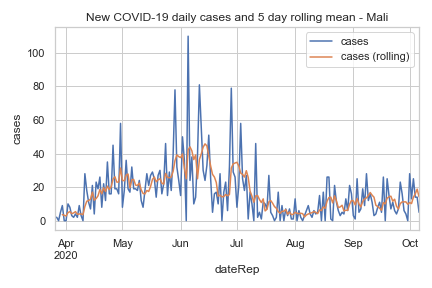 New COVID-19 daily cases and 5 day rolling mean - Mali
cases
cases (rolling)
cases
100
80
60
40
20
0
Apr May Jun Jul Aug Sep Oct
2020
dateRep